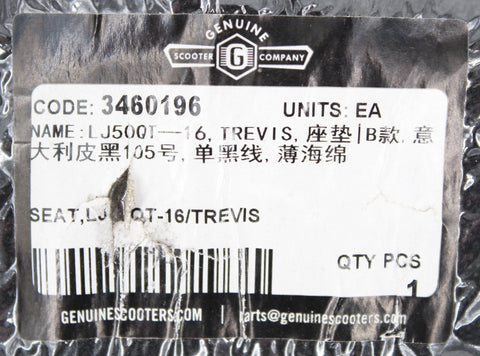 GENUINE
SCOOTER G COMPANY
CODE: 3460196 UNITS: EA
NAME:LJ50QT—16, TREVIS, 座垫|B款, 意
大利皮黑105号, 单黑线, 薄海绵
SEAT,LJ QT-16/TREVIS
QTY PCS
1
GENUINESCOOTERS.COM | parts@genuinescooters.com